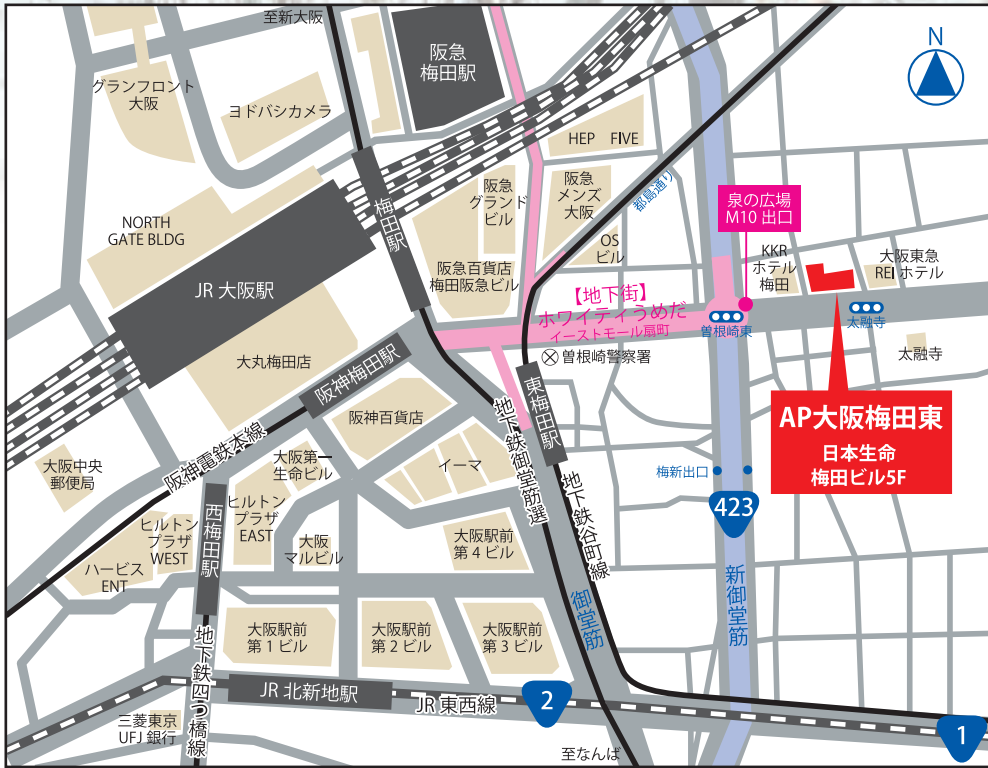 至新大阪
阪急
梅田駅
N
グランフロント
大阪
ヨドバシカメラ
HEP FIVE
梅田駅
阪急
グランド
ビル
阪急
メンズ
大阪
都島通り
泉の広場
M10 出口
NORTH
GATE BLDG
OS
ビル
KKR
ホテル
梅田
大阪東急
REI ホテル
阪急百貨店
梅田阪急ビル
JR 大阪駅
【地下街】
ホワイティうめだ
イーストモール扇町
曽根崎東
太融寺
曽根崎警察署
太融寺
大丸梅田店
阪神梅田駅
東梅田駅
AP大阪梅田東
日本生命
梅田ビル5F
阪神百貨店
地下鉄御堂筋選
阪神電鉄本線
大阪第一
生命ビル
イーマ
大阪中央
郵便局
梅新出口
423
西梅田駅
ヒルトン
プラザ
EAST
ヒルトン
プラザ
WEST
大阪
マルビル
大阪駅前
第 4 ビル
地下鉄谷町線
ハービス
ENT
御堂筋
新御堂筋
大阪駅前
第 1 ビル
大阪駅前
第 2 ビル
大阪駅前
第 3 ビル
地下鉄四つ橋線
JR 北新地駅
JR 東西線
2
三菱東京
UFJ 銀行
1
至なんば